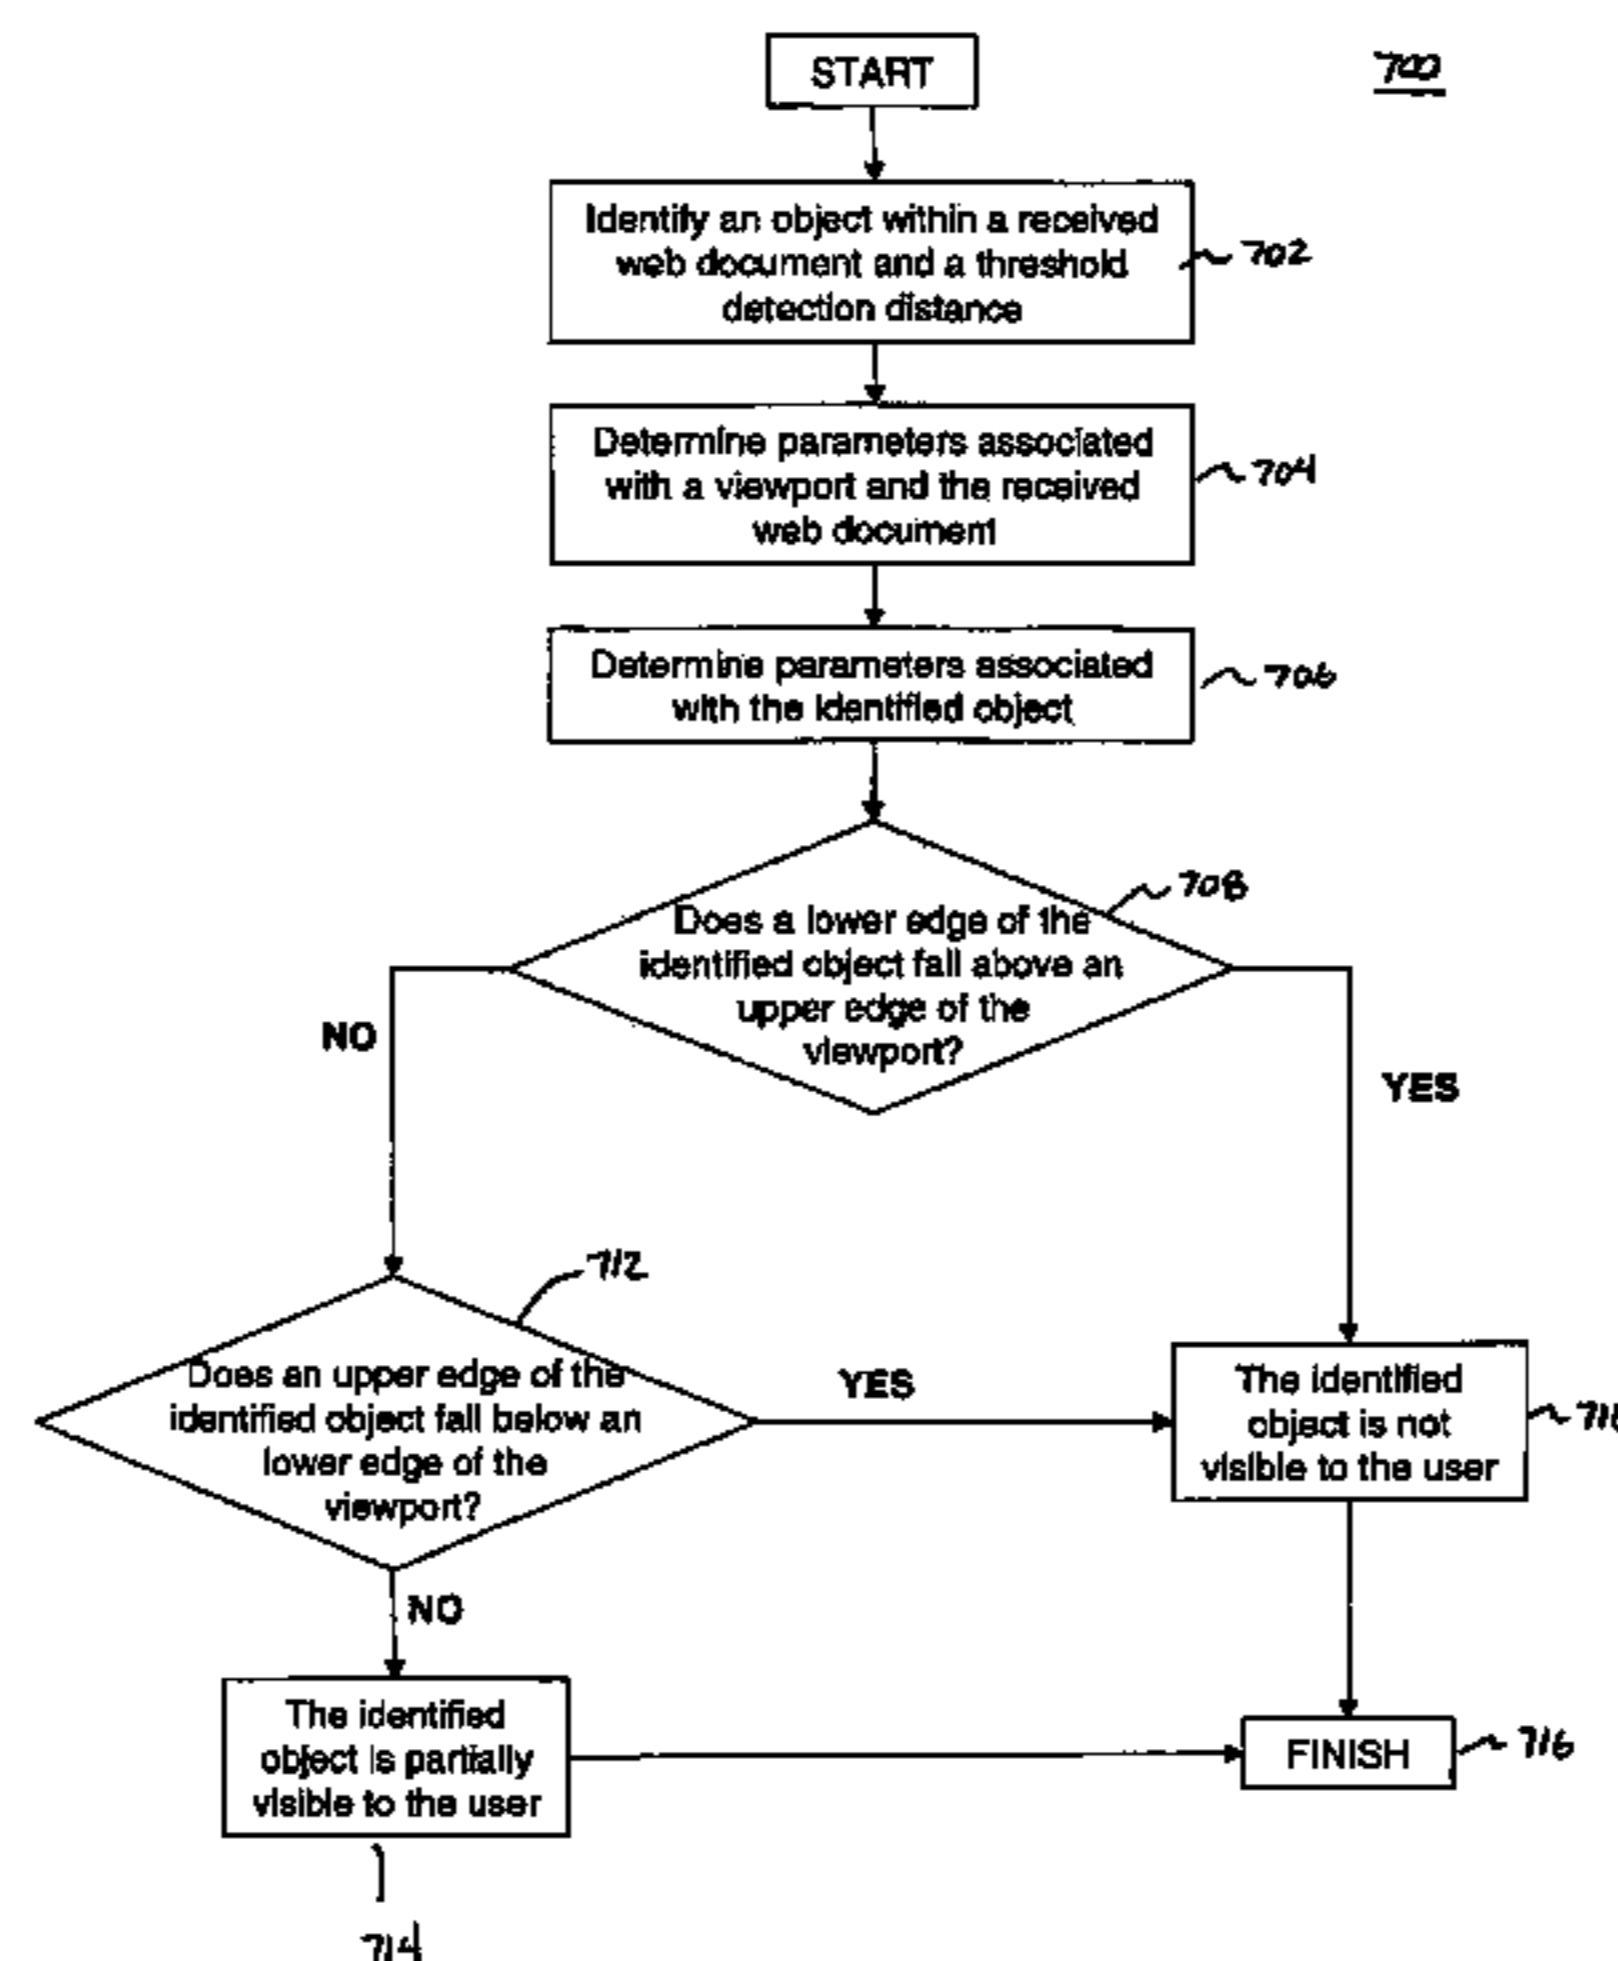 START
700
Identify an object within a received
web document and a threshold
detection distance
702
Determine parameters associated
with a viewport and the received
web document
704
Determine parameters associated
with the identified object
706
Does a lower edge of the
identified object fall above an
upper edge of the
viewport?
708
NO
YES
Does an upper edge of the
identified object fall below an
lower edge of the
viewport?
712
YES
The identified
object is not
visible to the user
NO
The identified
object is partially
visible to the user
714
FINISH
716